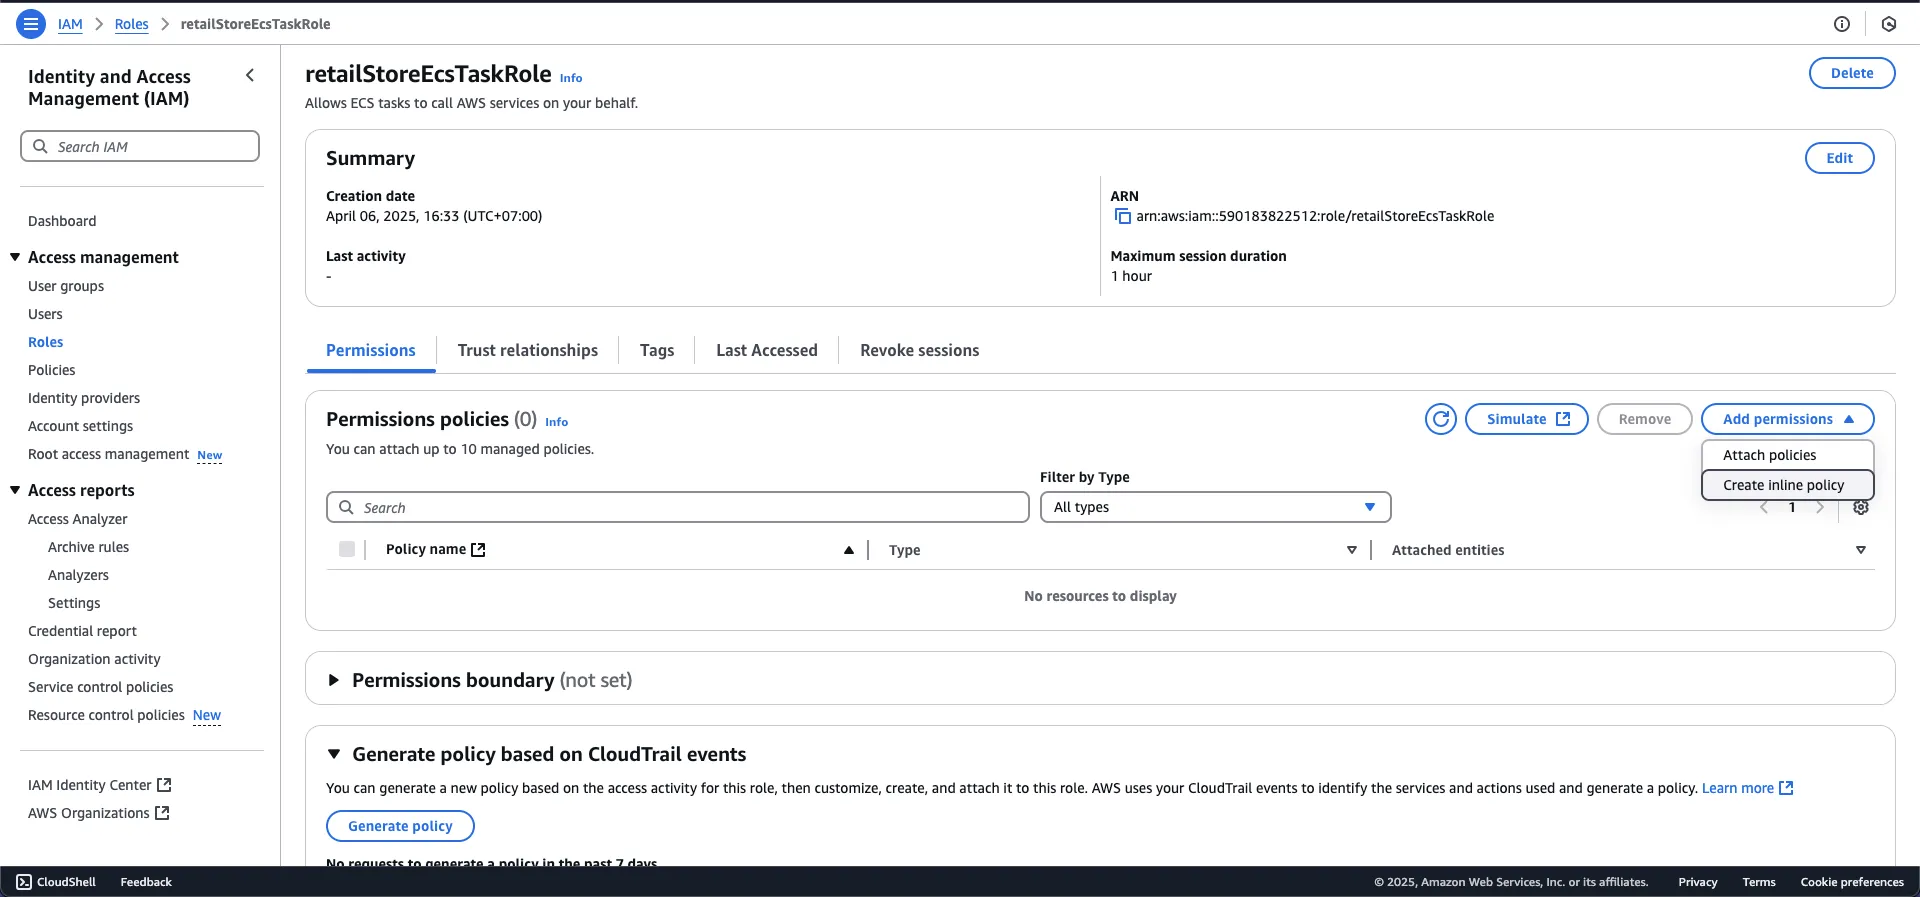 IAM > Roles > retailStoreEcsTaskRole
Identity and Access
Management (IAM)
Search IAM
Dashboard
Access management
User groups
Users
Roles
Policies
Identity providers
Account settings
Root access management New
Access reports
Access Analyzer
Archive rules
Analyzers
Settings
Credential report
Organization activity
Service control policies
Resource control policies New
IAM Identity Center
AWS Organizations
retailStoreEcsTaskRole Info
Delete
Allows ECS tasks to call AWS services on your behalf.
Summary
Edit
Creation date
April 06, 2025, 16:33 (UTC+07:00)
Last activity
-
ARN
arn:aws:iam::590183822512:role/retailStoreEcsTaskRole
Maximum session duration
1 hour
Permissions Trust relationships Tags Last Accessed Revoke sessions
Permissions policies (0) Info
Simulate Remove Add permissions
Attach policies
Create inline policy
You can attach up to 10 managed policies.
Filter by Type
Search All types
1
Policy name Type Attached entities
No resources to display
Permissions boundary (not set)
Generate policy based on CloudTrail events
You can generate a new policy based on the access activity for this role, then customize, create, and attach it to this role. AWS uses your CloudTrail events to identify the services and actions used and generate a policy. Learn more
Generate policy
No requests to generate a policy in the past 7 days
CloudShell Feedback © 2025, Amazon Web Services, Inc. or its affiliates. Privacy Terms Cookie preferences